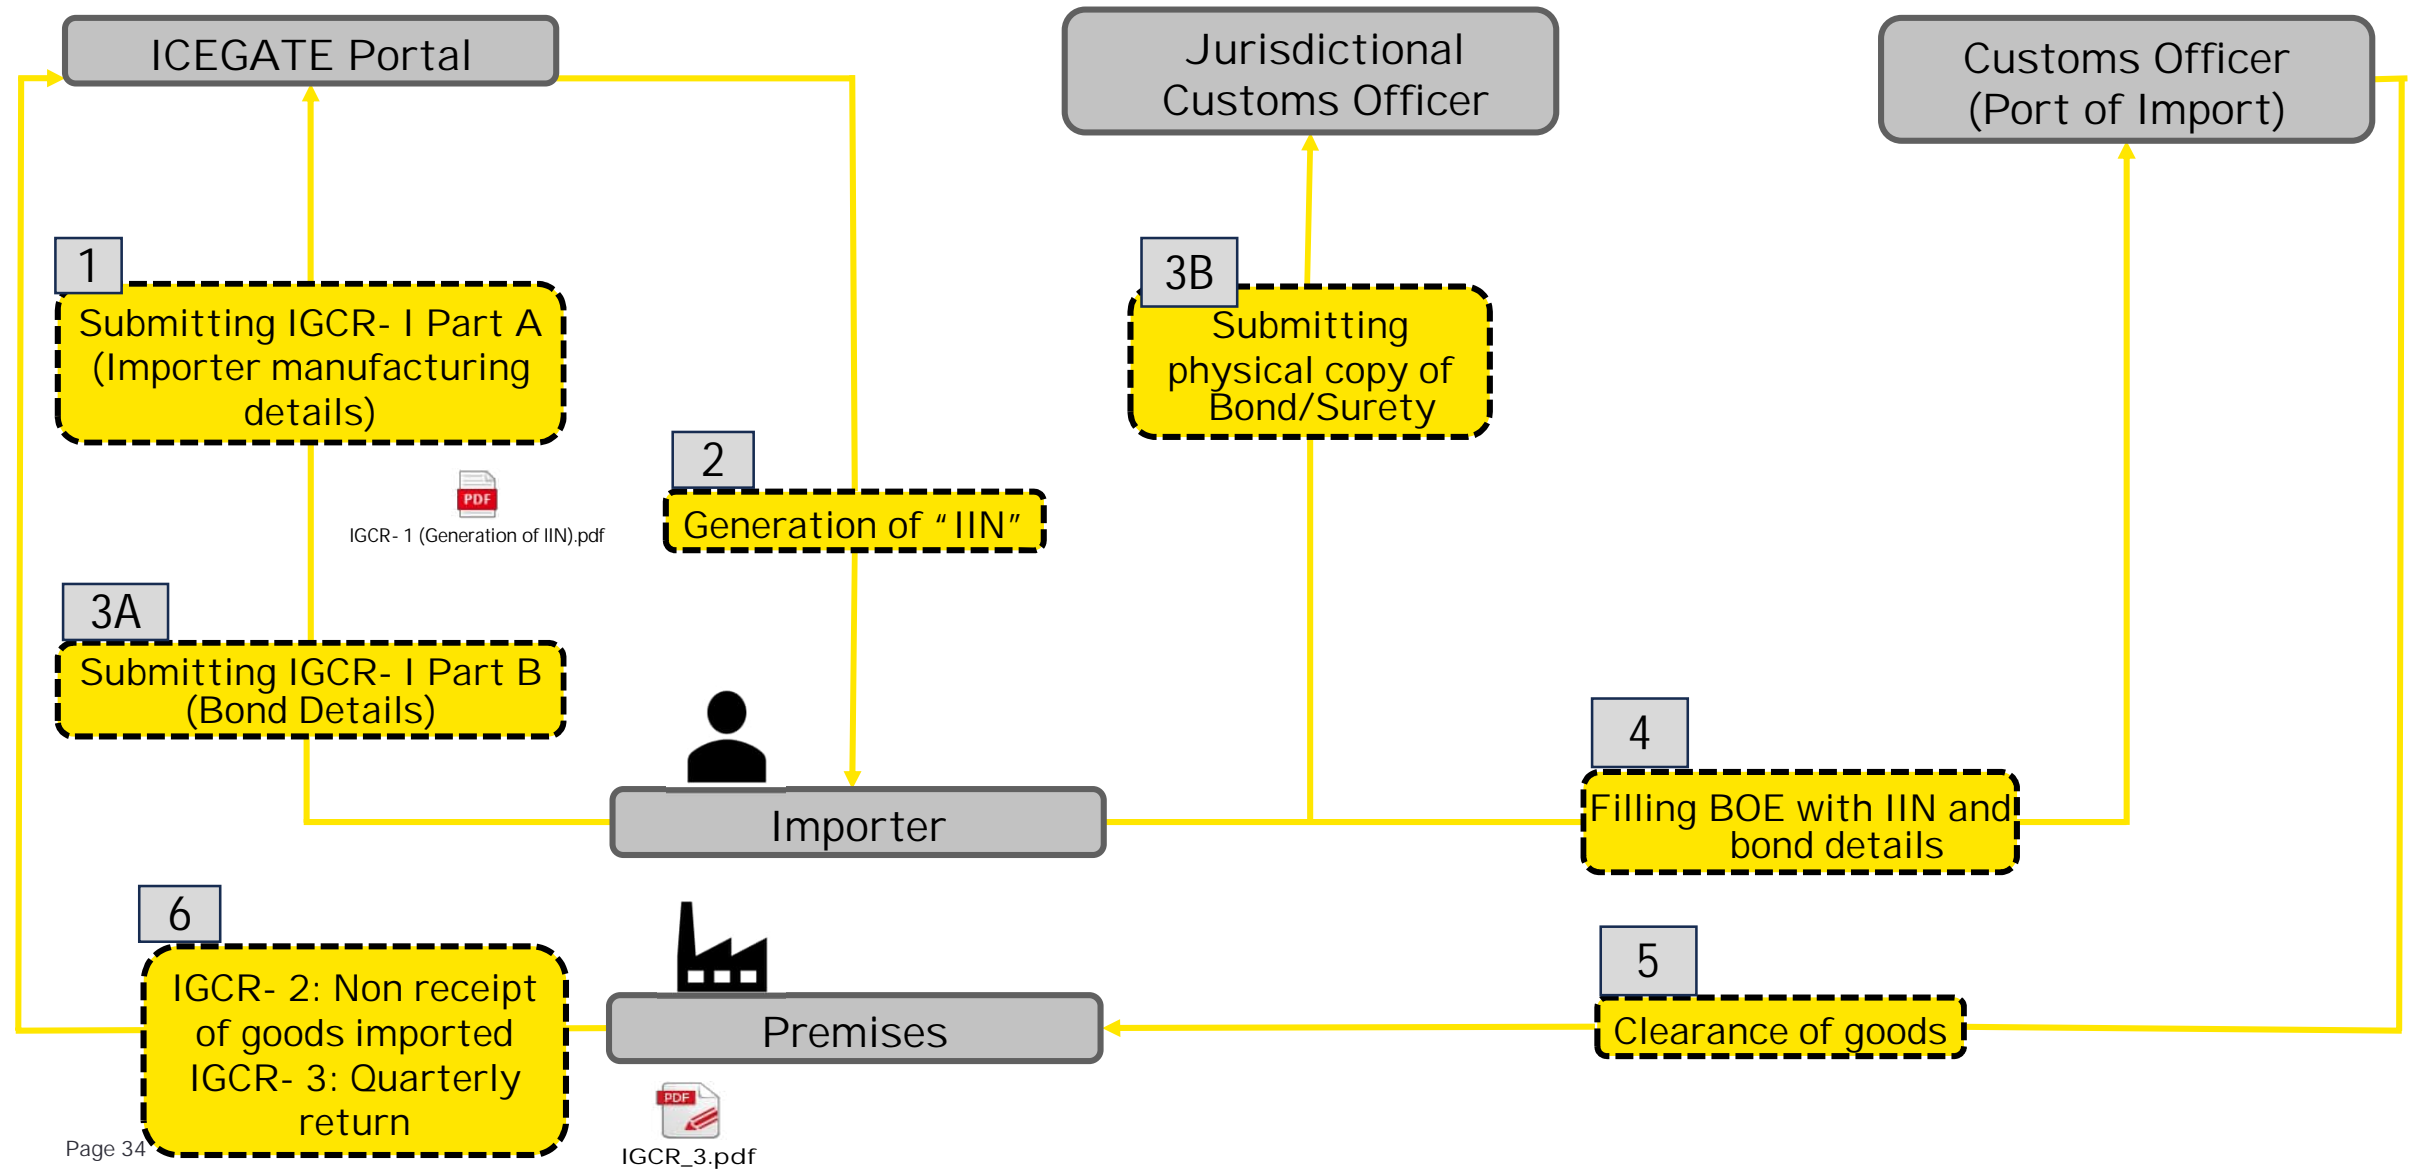 ICEGATE Portal
Jurisdictional
Customs Officer
Customs Officer
(Port of Import)
1
Submitting IGCR- I Part A
(Importer manufacturing
details)
3B
Submitting
physical copy of
Bond/Surety
2
Generation of “IIN”
PDF
IGCR- 1 (Generation of IIN).pdf
3A
Submitting IGCR- I Part B
(Bond Details)
Importer
4
Filling BOE with IIN and
bond details
6
IGCR- 2: Non receipt
of goods imported
IGCR- 3: Quarterly
return
Premises
5
Clearance of goods
PDF
IGCR_3.pdf
Page 34